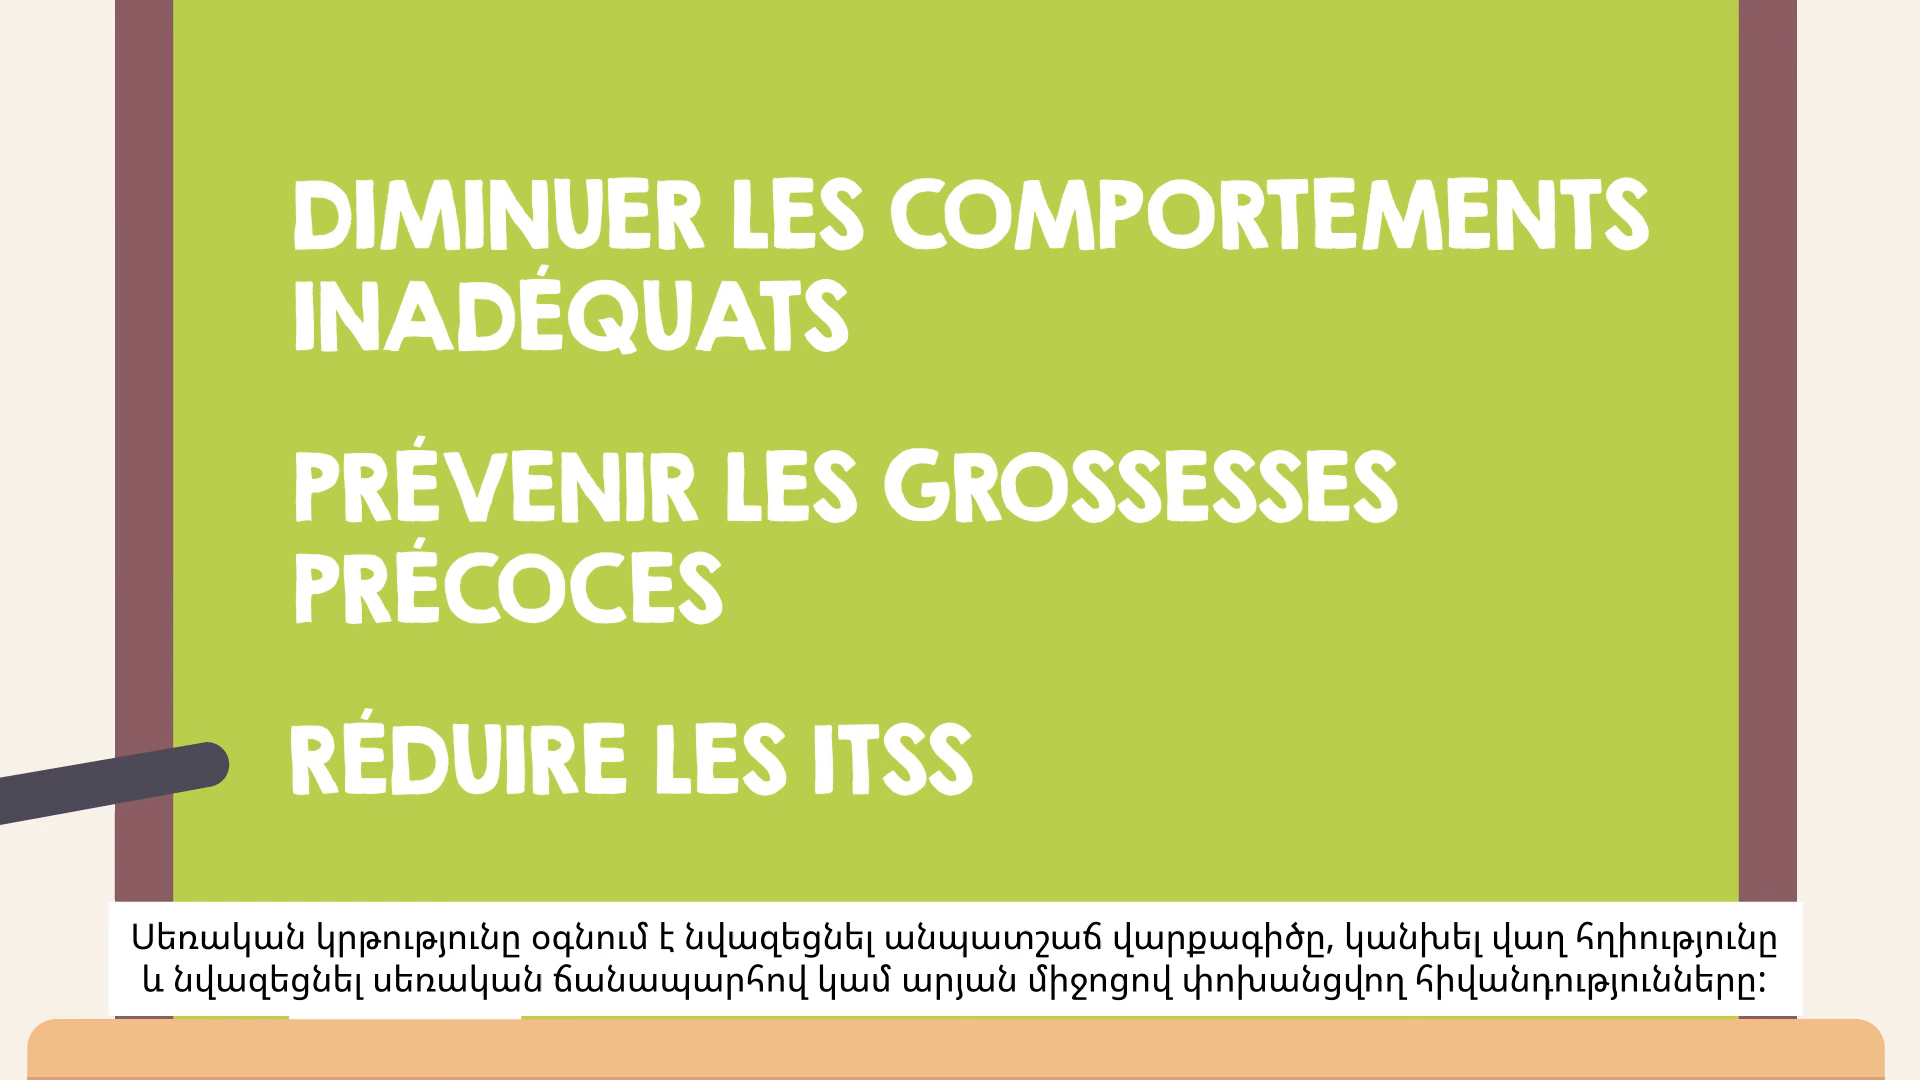 DIMINUER LES COMPORTEMENTS
INADÉQUATS
PRÉVENIR LES GROSSESSES
PRÉCOCES
RÉDUIRE LES ITSS
Սեռական կրթությունը օգնում է նվազեցնել անպատշաճ վարքագիծը, կանխել վաղ հղիությունը
և նվազեցնել սեռական ճանապարհով կամ արյան միջոցով փոխանցվող հիվանդությունները: